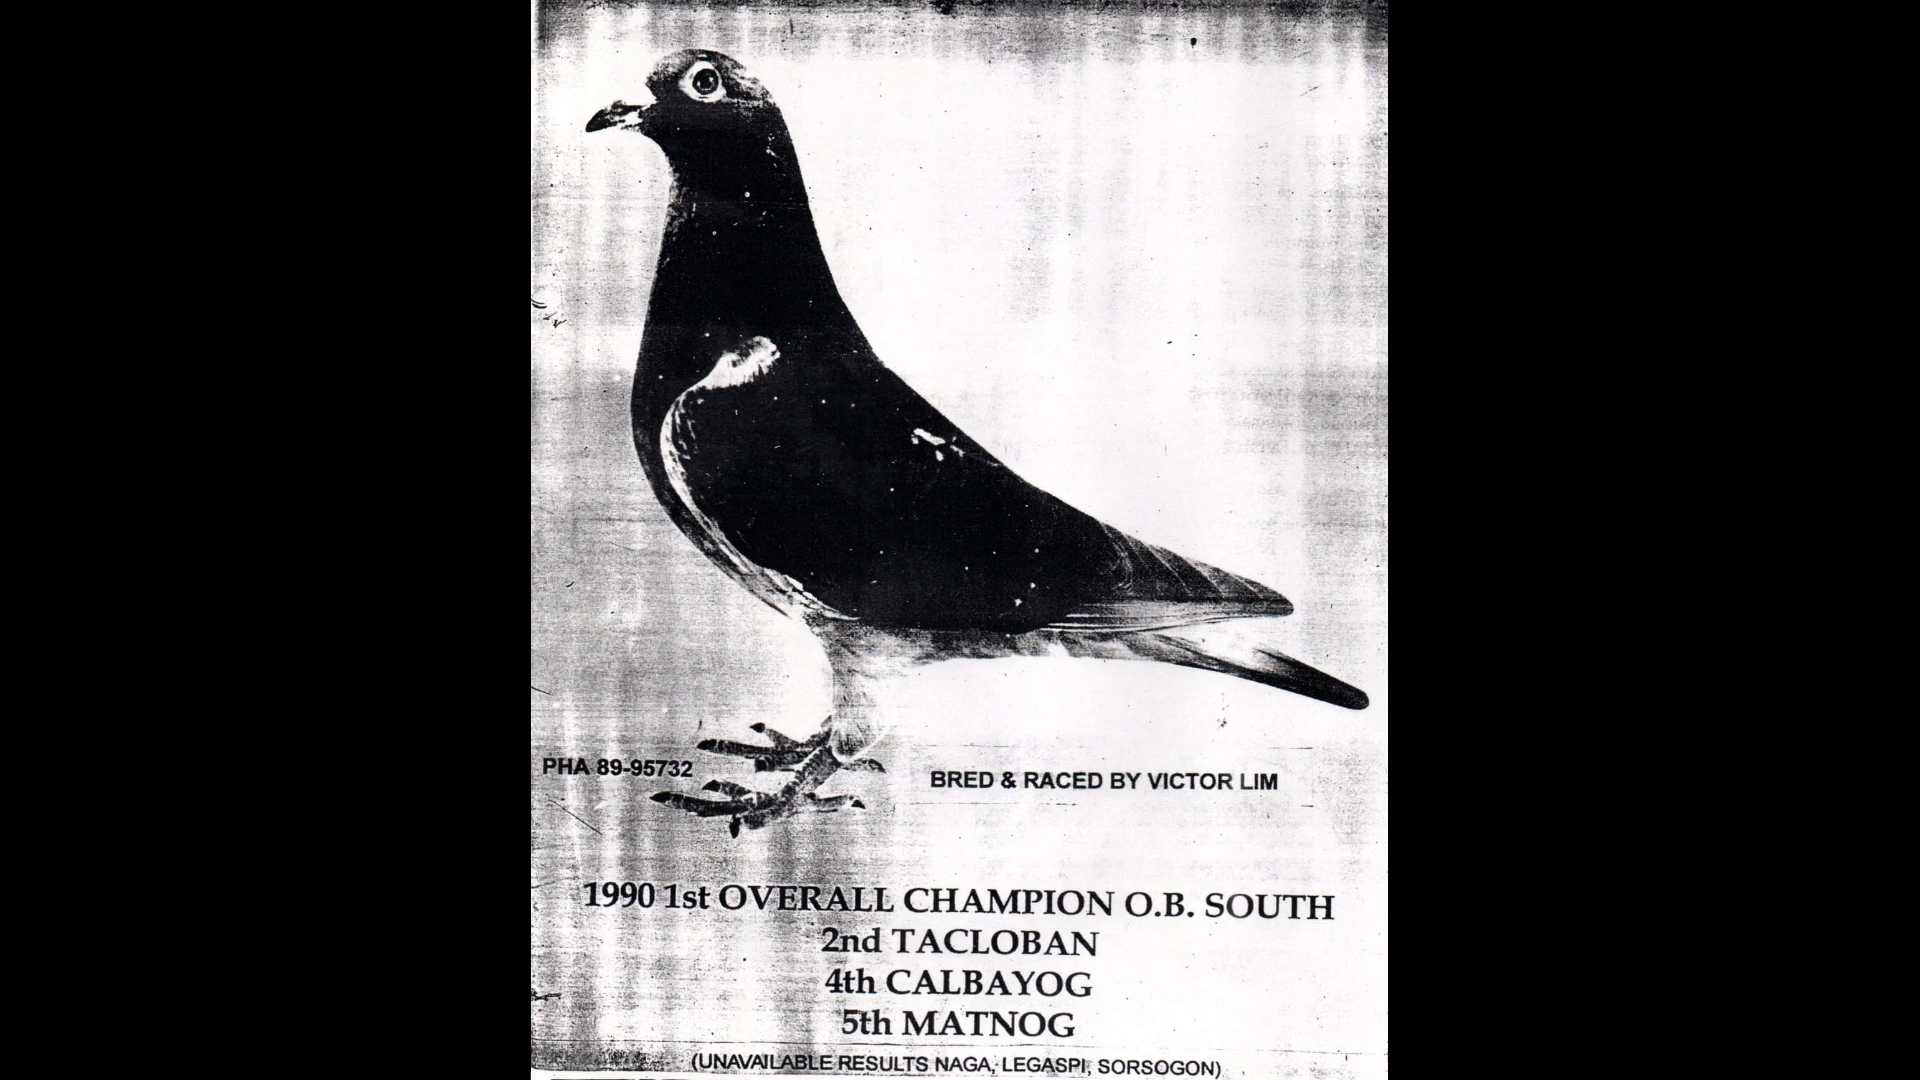 PHA 89-95732
BRED & RACED BY VICTOR LIM
1990 1st OVERALL CHAMPION O.B. SOUTH
2nd TACLOBAN
4th CALBAYOG
5th MATNOG
(UNAVAILABLE RESULTS NAGA, LEGASPI, SORSOGON)